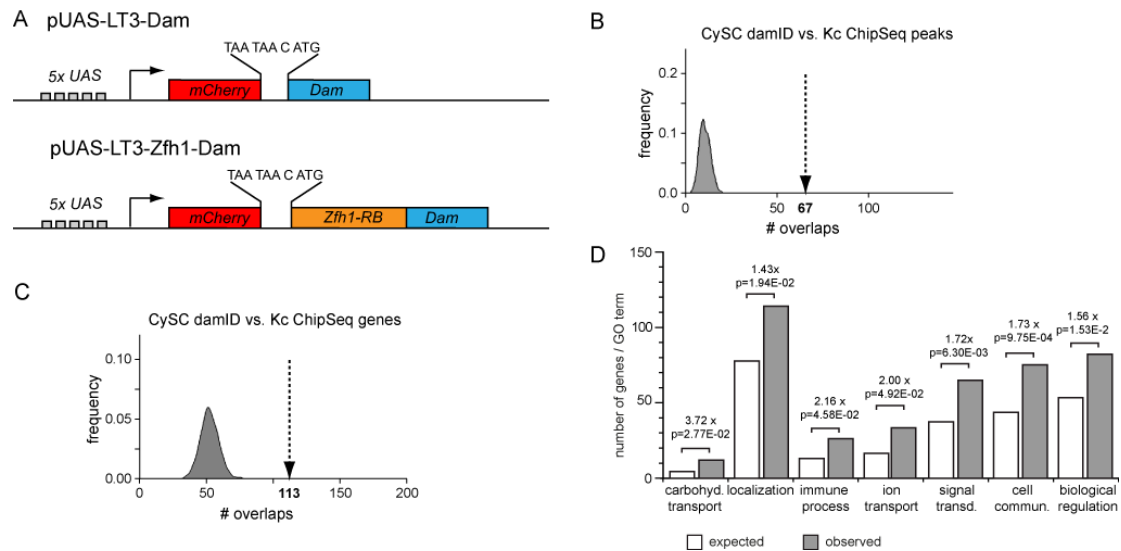 A
pUAS-LT3-Dam
TAA TAA C ATG
5x UAS
mCherry
Dam
pUAS-LT3-Zfh1-Dam
TAA TAA C ATG
5x UAS
mCherry
Zfh1-RB
Dam
B
CySC damID vs. Kc ChipSeq peaks
frequency
0.2
0.1
0.0
0
50
67
100
# overlaps
C
CySC damID vs. Kc ChipSeq genes
frequency
0.10
0.05
0.00
0
50
113
150
200
# overlaps
D
number of genes / GO term
150
100
50
0
3.72 x
p=2.77E-02
1.43x
p=1.94E-02
2.16 x
p=4.58E-02
2.00 x
p=4.92E-02
1.72x
p=6.30E-03
1.73 x
p=9.75E-04
1.56 x
p=1.53E-2
carbohyd.
transport
localization
immune
process
ion
transport
signal
transd.
cell
commun.
biological
regulation
expected
observed